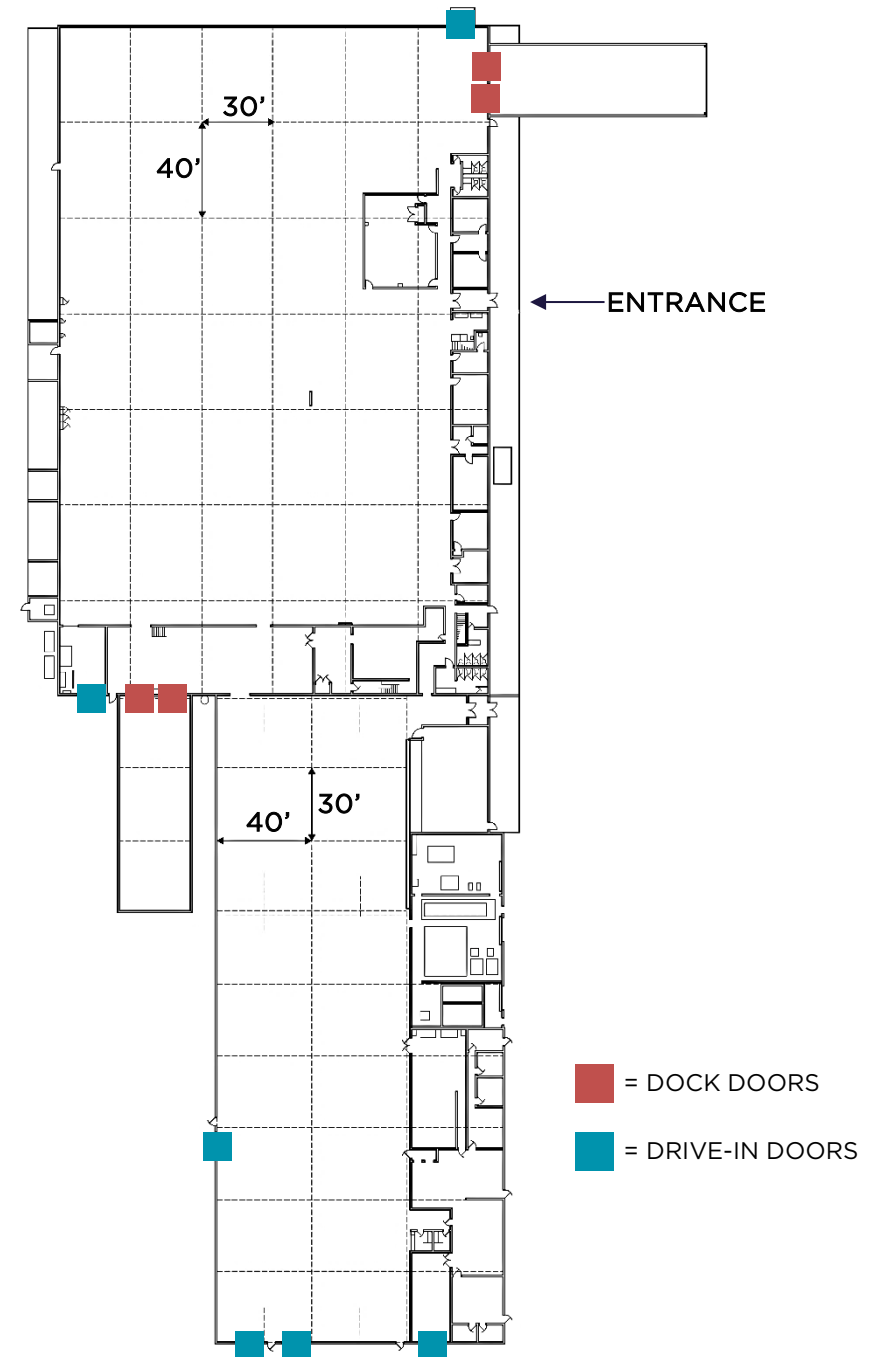 30’
40’
ENTRANCE
30’
40’
= DOCK DOORS
= DRIVE-IN DOORS